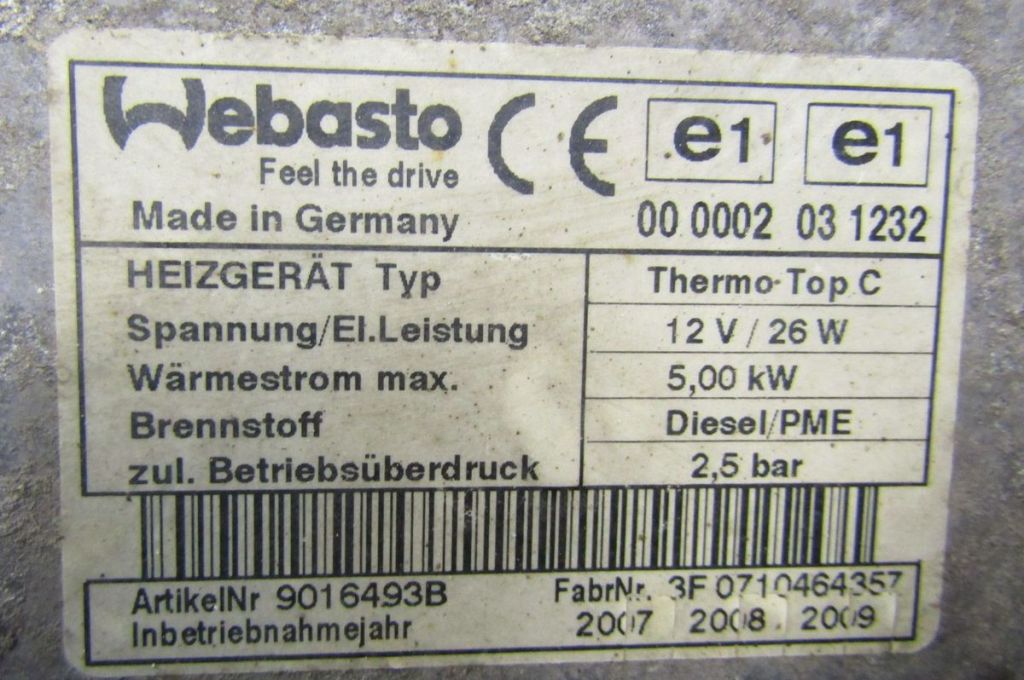 Webasto
Feel the drive
Made in Germany
CE
e1
e1
00 0002
03 1232
HEIZGERÄT Typ Thermo Top C
Spannung/El.Leistung 12 V / 26 W
Wärmestrom max. 5,00 kW
Brennstoff Diesel/PME
zul. Betriebsüberdruck 2,5 bar
ArtikelNr 9016493B FabrNr. 3F0710464357
Inbetriebnahmejahr 2007 2008 2009